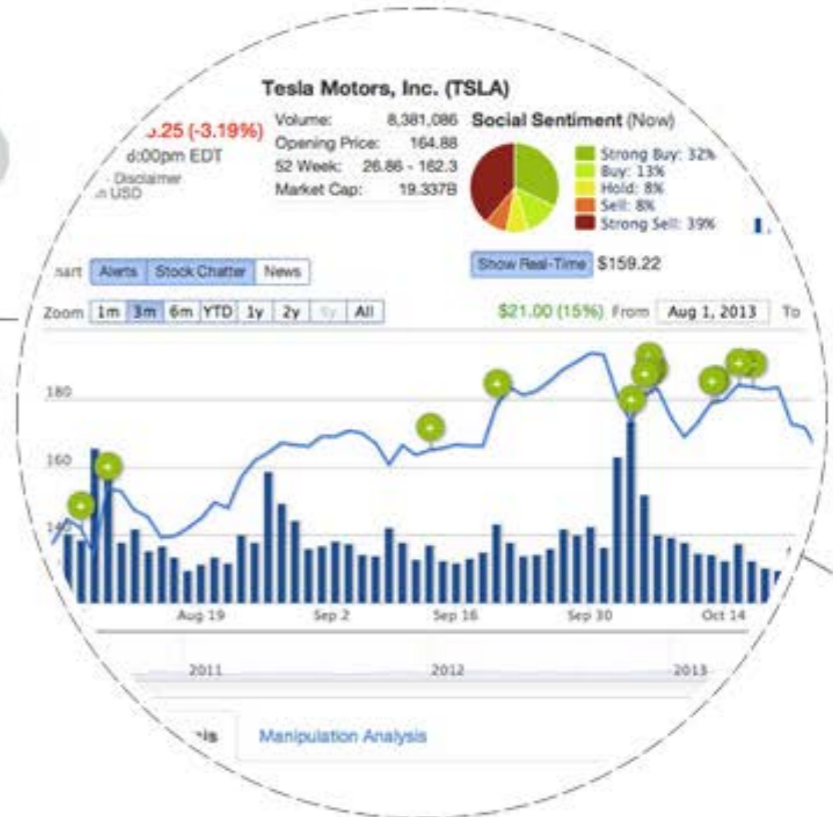 Tesla Motors, Inc. (TSLA)
.25 (-3.19%)
6:00pm EDT
Disclaimer
USD
Volume: 8,381,086
Opening Price: 164.88
52 Week: 26.86 - 162.3
Market Cap: 19.337B
Social Sentiment (Now)
Strong Buy: 32%
Buy: 13%
Hold: 8%
Sell: 8%
Strong Sell: 39%
Alerts Stock Chatter News
Show Real-Time $159.22
Zoom 1m 3m 6m YTD 1y 2y All
$21.00 (15%) From Aug 1, 2013 To
180
160
140
Aug 19 Sep 2 Sep 16 Sep 30 Oct 14
2011 2012 2013
Manipulation Analysis